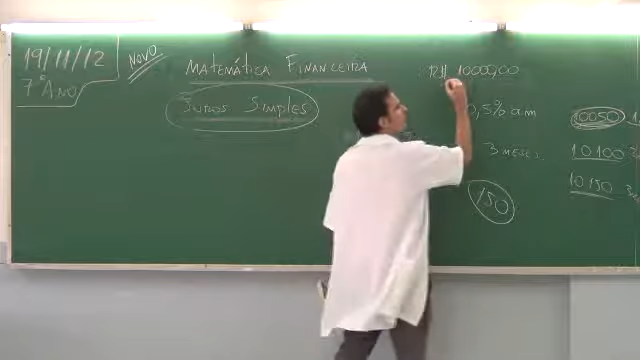 19/11/12
7º Ano
NOVO
Matemática Financeira
Juros Simples
R$ 10000,00
0,5% a m
3 meses
150
10050
10100
10150